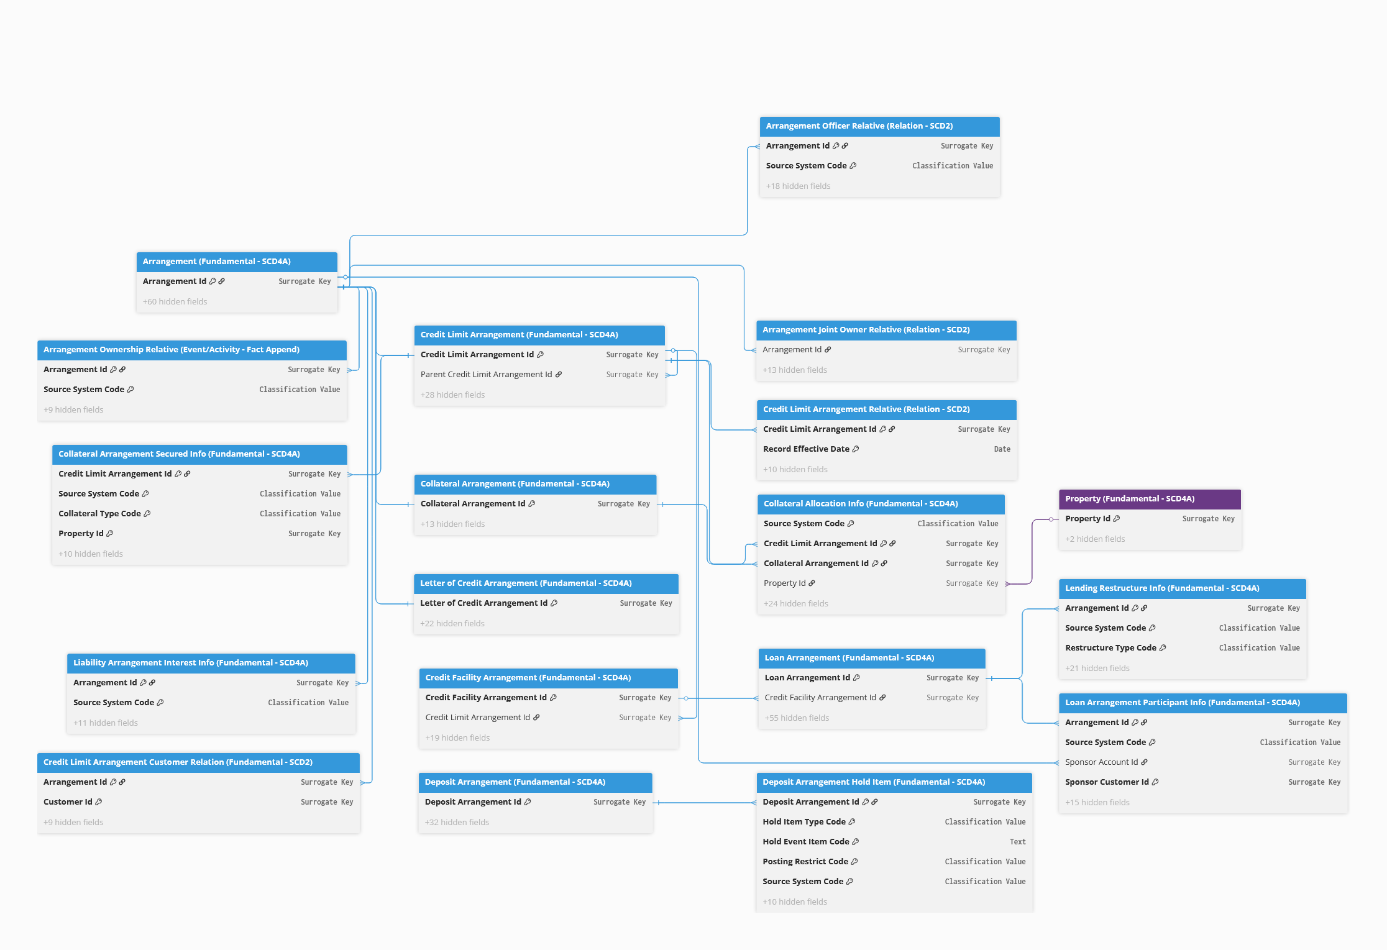 Arrangement Officer Relative (Relation - SCD2)
Arrangement Id Surrogate Key
Source System Code Classification Value
+18 hidden fields
Arrangement (Fundamental - SCD4A)
Arrangement Id Surrogate Key
+60 hidden fields
Arrangement Ownership Relative (Event/Activity - Fact Append)
Arrangement Id Surrogate Key
Source System Code Classification Value
+9 hidden fields
Collateral Arrangement Secured Info (Fundamental - SCD4A)
Credit Limit Arrangement Id Surrogate Key
Source System Code Classification Value
Collateral Type Code Classification Value
Property Id Surrogate Key
+10 hidden fields
Liability Arrangement Interest Info (Fundamental - SCD4A)
Arrangement Id Surrogate Key
Source System Code Classification Value
+11 hidden fields
Credit Limit Arrangement Customer Relation (Fundamental - SCD2)
Arrangement Id Surrogate Key
Customer Id Surrogate Key
+9 hidden fields
Credit Limit Arrangement (Fundamental - SCD4A)
Credit Limit Arrangement Id Surrogate Key
Parent Credit Limit Arrangement Id Surrogate Key
+28 hidden fields
Collateral Arrangement (Fundamental - SCD4A)
Collateral Arrangement Id Surrogate Key
+13 hidden fields
Letter of Credit Arrangement (Fundamental - SCD4A)
Letter of Credit Arrangement Id Surrogate Key
+22 hidden fields
Credit Facility Arrangement (Fundamental - SCD4A)
Credit Facility Arrangement Id Surrogate Key
Credit Limit Arrangement Id Surrogate Key
+19 hidden fields
Deposit Arrangement (Fundamental - SCD4A)
Deposit Arrangement Id Surrogate Key
+32 hidden fields
Arrangement Joint Owner Relative (Relation - SCD2)
Arrangement Id Surrogate Key
+13 hidden fields
Credit Limit Arrangement Relative (Relation - SCD2)
Credit Limit Arrangement Id Surrogate Key
Record Effective Date Date
+10 hidden fields
Collateral Allocation Info (Fundamental - SCD4A)
Source System Code Classification Value
Credit Limit Arrangement Id Surrogate Key
Collateral Arrangement Id Surrogate Key
Property Id Surrogate Key
+24 hidden fields
Loan Arrangement (Fundamental - SCD4A)
Loan Arrangement Id Surrogate Key
Credit Facility Arrangement Id Surrogate Key
+55 hidden fields
Deposit Arrangement Hold Item (Fundamental - SCD4A)
Deposit Arrangement Id Surrogate Key
Hold Item Type Code Classification Value
Hold Event Item Code Text
Posting Restrict Code Classification Value
Source System Code Classification Value
+10 hidden fields
Property (Fundamental - SCD4A)
Property Id Surrogate Key
+2 hidden fields
Lending Restructure Info (Fundamental - SCD4A)
Arrangement Id Surrogate Key
Source System Code Classification Value
Restructure Type Code Classification Value
+21 hidden fields
Loan Arrangement Participant Info (Fundamental - SCD4A)
Arrangement Id Surrogate Key
Source System Code Classification Value
Sponsor Account Id Surrogate Key
Sponsor Customer Id Surrogate Key
+15 hidden fields